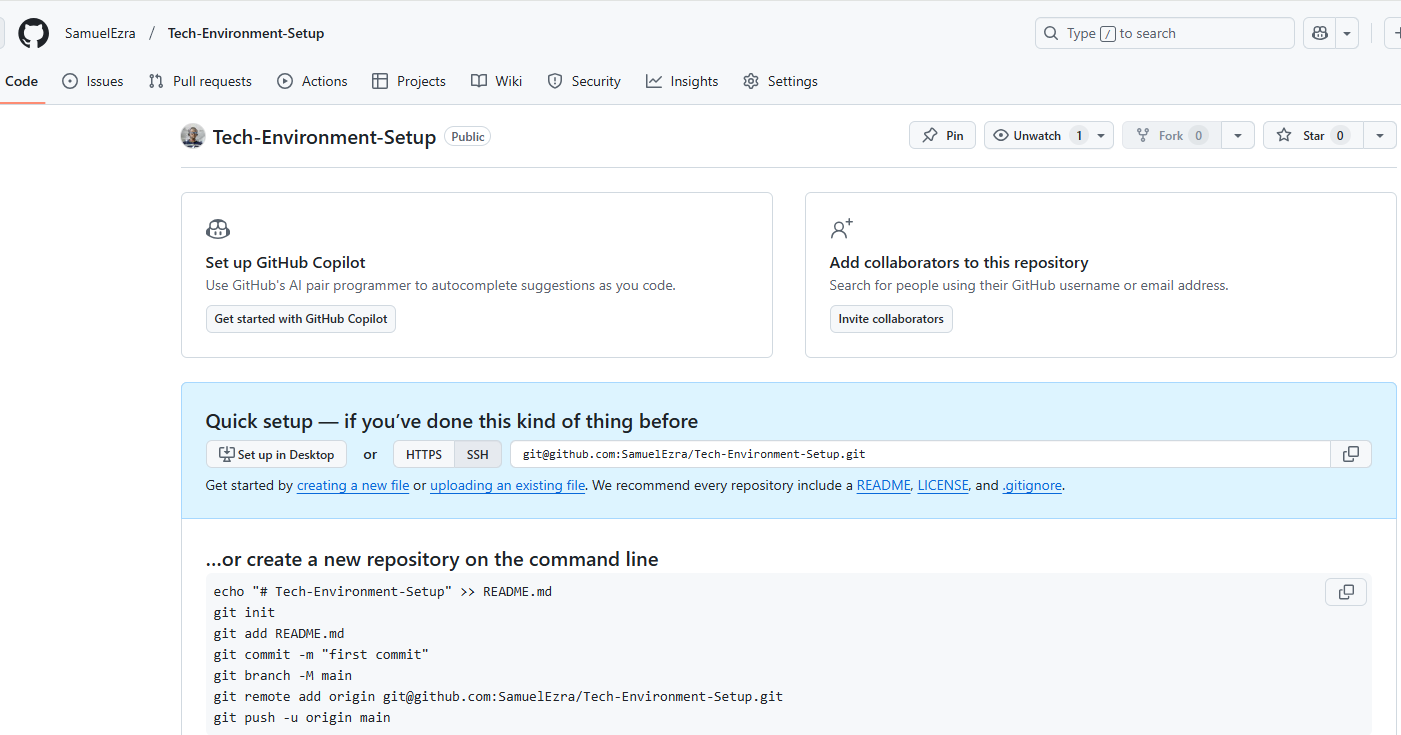 SamuelEzra / Tech-Environment-Setup
Type / to search
Code Issues Pull requests Actions Projects Wiki Security Insights Settings
Tech-Environment-Setup Public
Pin Unwatch 1 Fork 0 Star 0
Set up GitHub Copilot
Use GitHub's AI pair programmer to autocomplete suggestions as you code.
Get started with GitHub Copilot
Add collaborators to this repository
Search for people using their GitHub username or email address.
Invite collaborators
Quick setup — if you’ve done this kind of thing before
Set up in Desktop or HTTPS SSH git@github.com:SamuelEzra/Tech-Environment-Setup.git
Get started by creating a new file or uploading an existing file. We recommend every repository include a README, LICENSE, and .gitignore.
…or create a new repository on the command line
echo "# Tech-Environment-Setup" >> README.md
git init
git add README.md
git commit -m "first commit"
git branch -M main
git remote add origin git@github.com:SamuelEzra/Tech-Environment-Setup.git
git push -u origin main